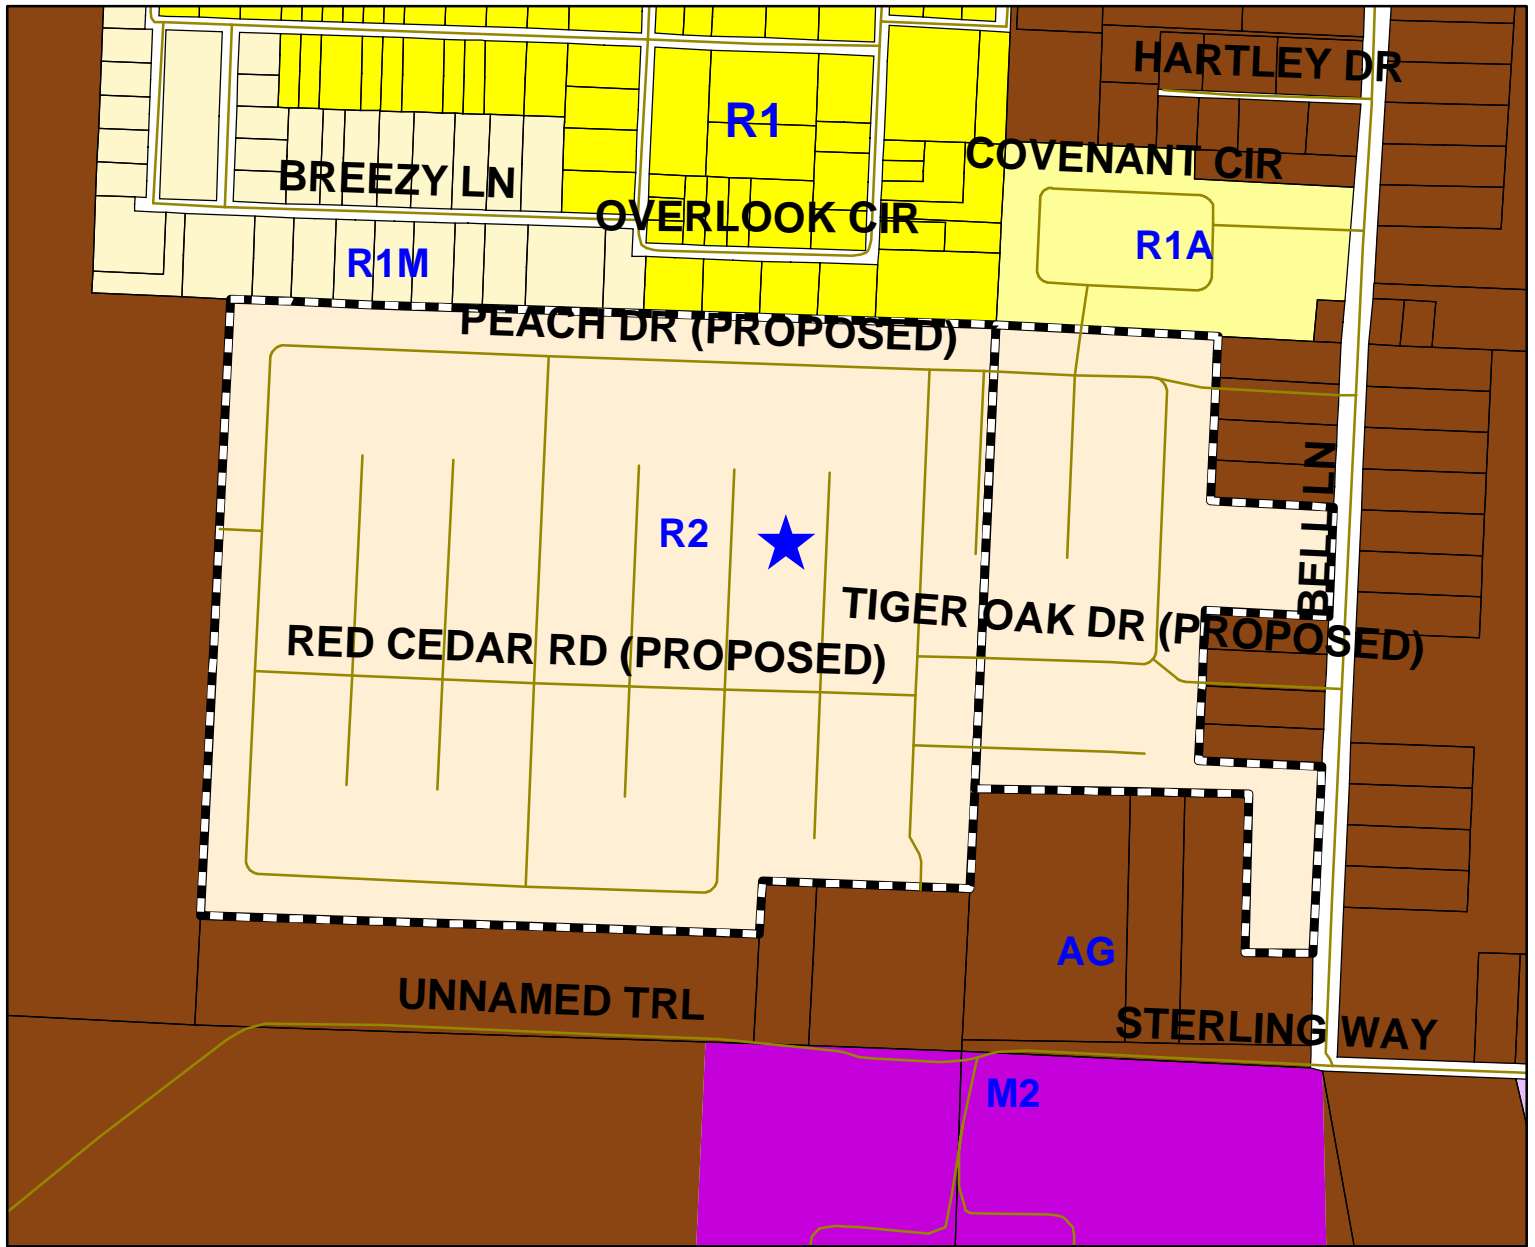 HARTLEY DR
R1
COVENANT CIR
BREEZY LN
OVERLOOK CIR
R1A
R1M
PEACH DR (PROPOSED)
BELL LN
R2
TIGER OAK DR (PROPOSED)
RED CEDAR RD (PROPOSED)
AG
UNNAMED TRL
STERLING WAY
M2